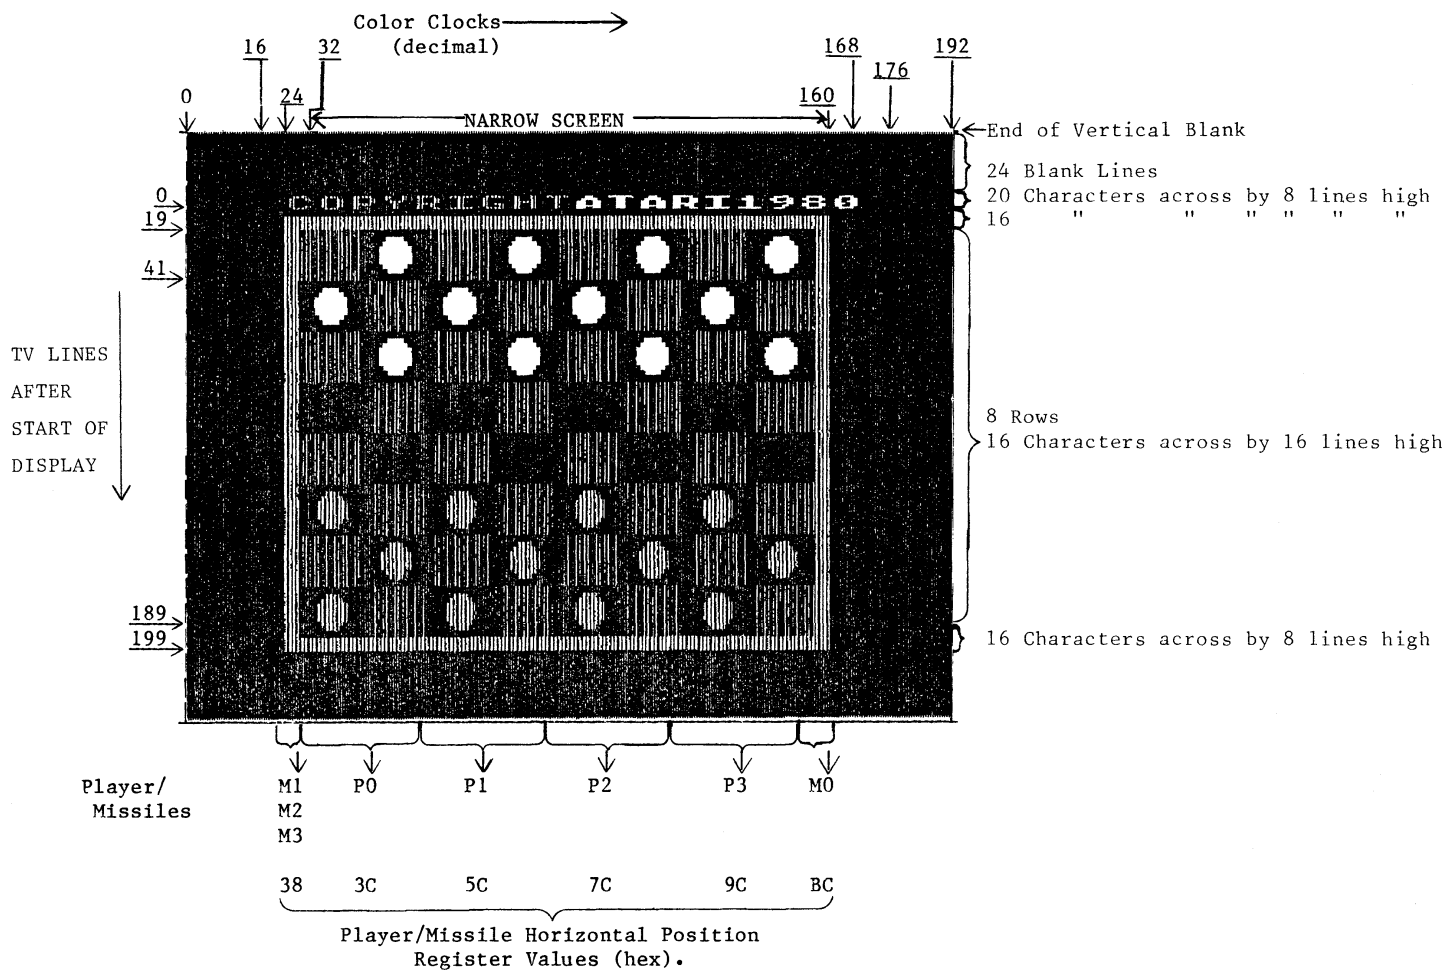 Color Clocks
(decimal)
16 32 168 192
176
0 24 160
NARROW SCREEN
End of Vertical Blank
24 Blank Lines
0 COPYRIGHT ATARI 1980 20 Characters across by 8 lines high
19 16 " " " " " "
41
TV LINES
AFTER
START OF
DISPLAY
8 Rows
16 Characters across by 16 lines high
189
199 16 Characters across by 8 lines high
Player/
Missiles
M1 P0 P1 P2 P3 M0
M2
M3
38 3C 5C 7C 9C BC
Player/Missile Horizontal Position
Register Values (hex).